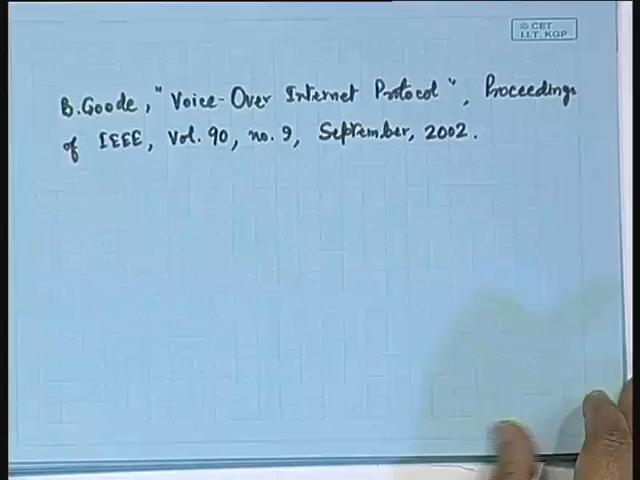 © CET
I.I.T. KGP
B. Goode, "Voice-Over Internet Protocol", Proceedings
of IEEE, Vol. 90, no. 9, September, 2002.